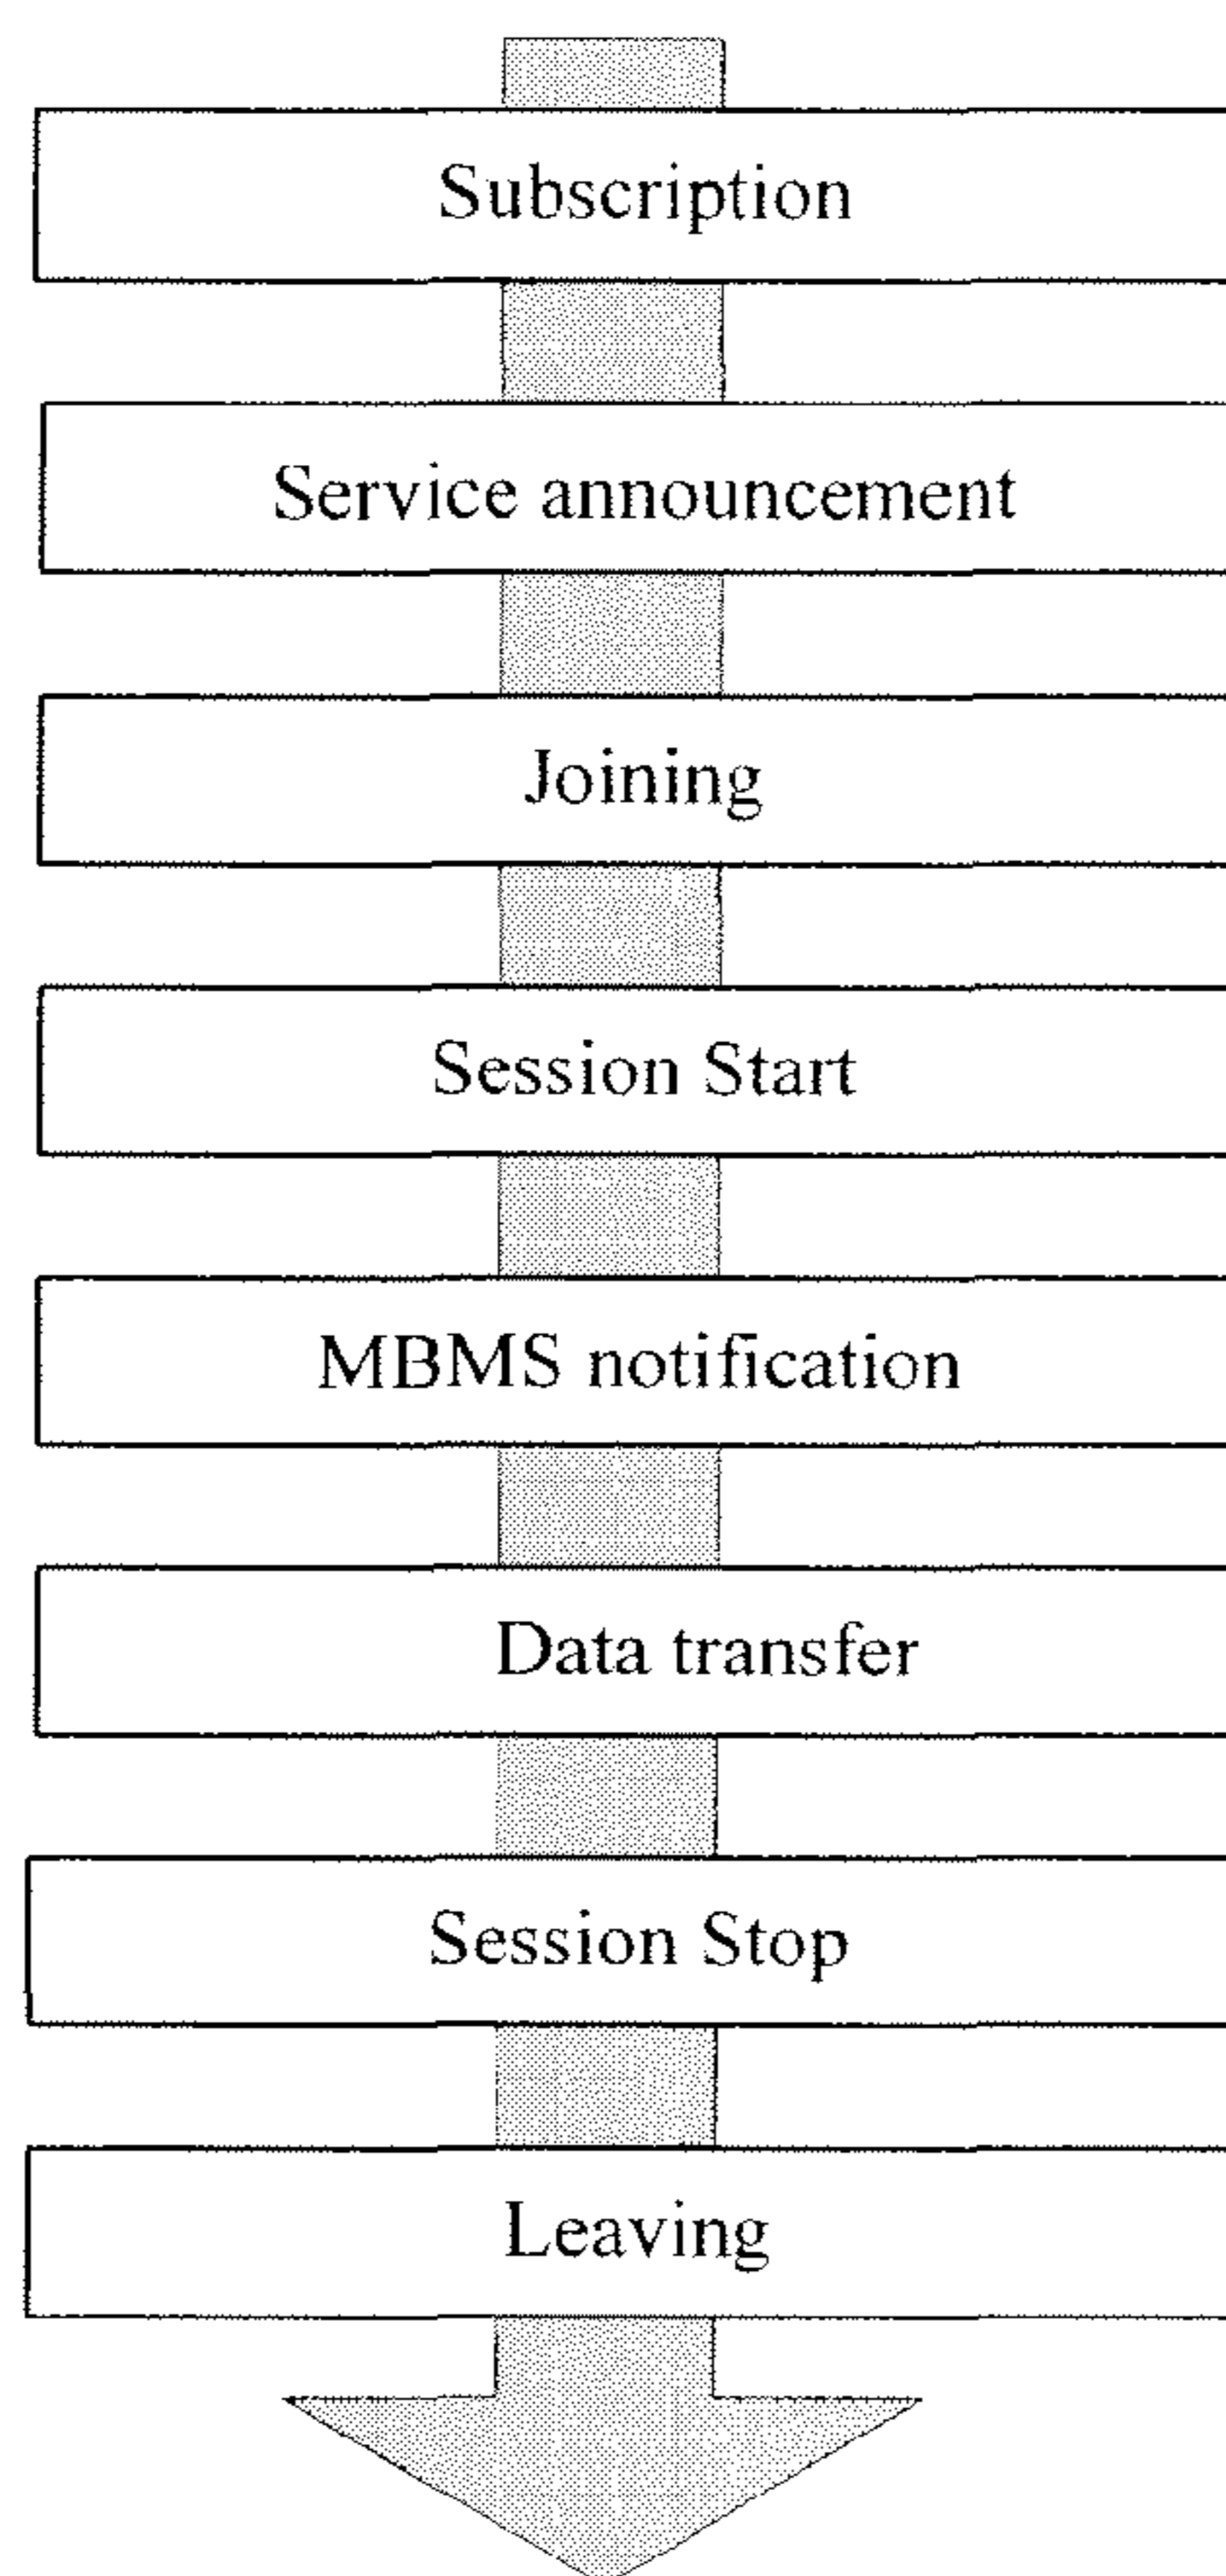 Subscription
Service announcement
Joining
Session Start
MBMS notification
Data transfer
Session Stop
Leaving